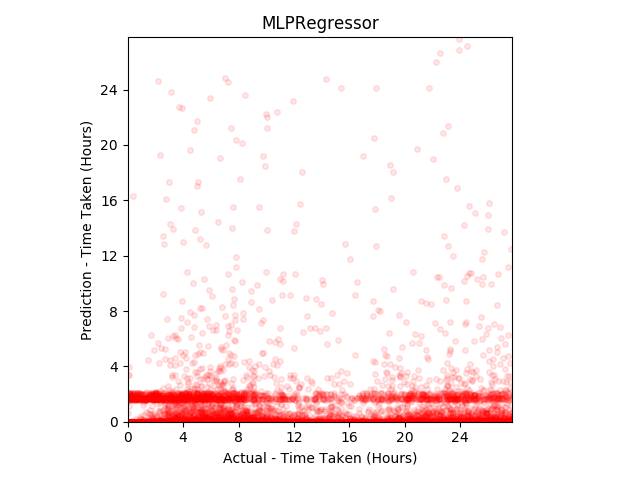 MLPRegressor
Prediction - Time Taken (Hours)
24
20
16
12
8
4
0
0 4 8 12 16 20 24
Actual - Time Taken (Hours)